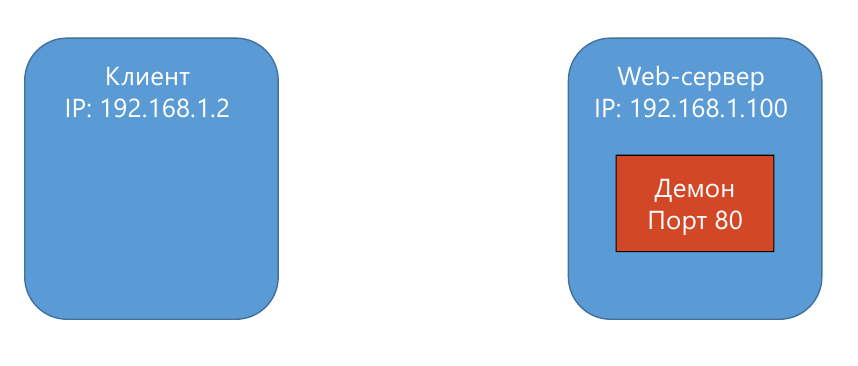 Клиент
IP: 192.168.1.2
Web-сервер
IP: 192.168.1.100
Демон
Порт 80